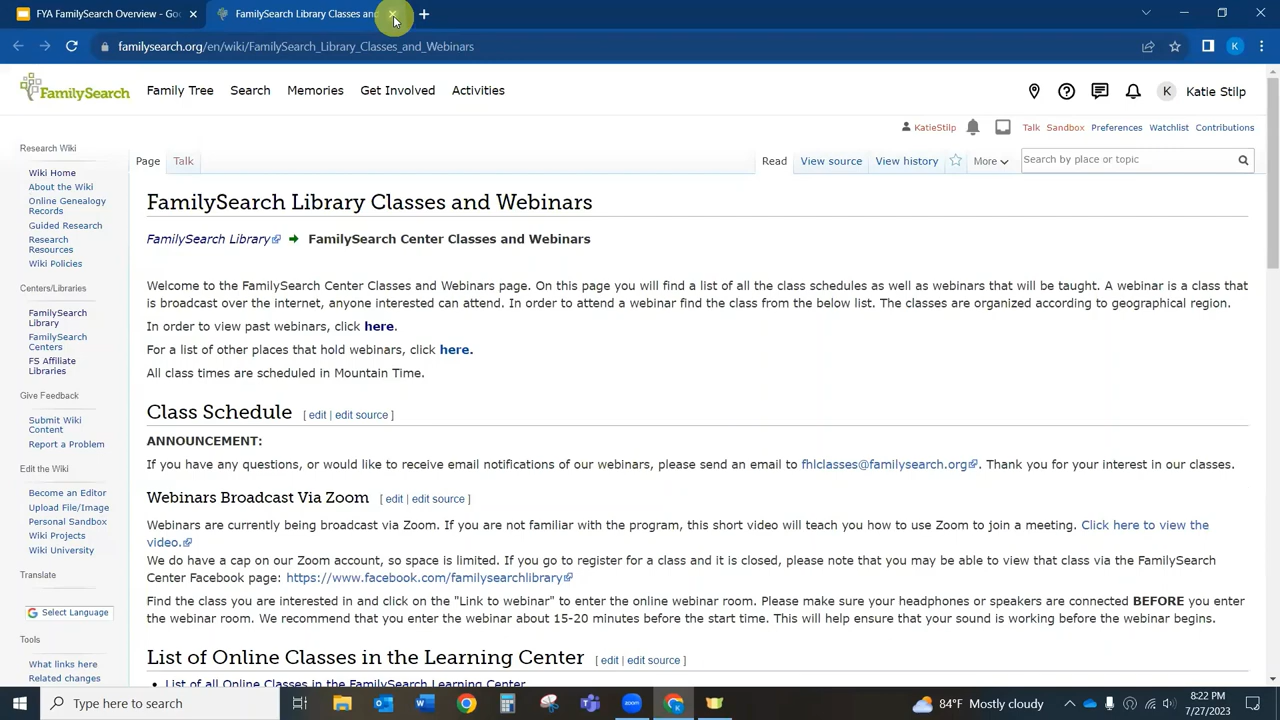 FYA FamilySearch Overview - Goo
FamilySearch Library Classes and
familysearch.org/en/wiki/FamilySearch_Library_Classes_and_Webinars
K
FamilySearch
Family Tree
Search
Memories
Get Involved
Activities
K
Katie Stilp
KatieStilp
Talk
Sandbox
Preferences
Watchlist
Contributions
Research Wiki
Wiki Home
About the Wiki
Online Genealogy
Records
Guided Research
Research
Resources
Wiki Policies
Centers/Libraries
FamilySearch
Library
FamilySearch
Centers
FS Affiliate
Libraries
Give Feedback
Submit Wiki
Content
Report a Problem
Edit the Wiki
Become an Editor
Upload File/Image
Personal Sandbox
Wiki Projects
Wiki University
Translate
Select Language
Tools
What links here
Related changes
Page
Talk
Read
View source
View history
More
Search by place or topic
FamilySearch Library Classes and Webinars
FamilySearch Library ➔ FamilySearch Center Classes and Webinars
Welcome to the FamilySearch Center Classes and Webinars page. On this page you will find a list of all the class schedules as well as webinars that will be taught. A webinar is a class that
is broadcast over the internet, anyone interested can attend. In order to attend a webinar find the class from the below list. The classes are organized according to geographical region.
In order to view past webinars, click here.
For a list of other places that hold webinars, click here.
All class times are scheduled in Mountain Time.
Class Schedule [ edit | edit source ]
ANNOUNCEMENT:
If you have any questions, or would like to receive email notifications of our webinars, please send an email to fhlclasses@familysearch.org. Thank you for your interest in our classes.
Webinars Broadcast Via Zoom [ edit | edit source ]
Webinars are currently being broadcast via Zoom. If you are not familiar with the program, this short video will teach you how to use Zoom to join a meeting. Click here to view the
video.
We do have a cap on our Zoom account, so space is limited. If you go to register for a class and it is closed, please note that you may be able to view that class via the FamilySearch
Center Facebook page: https://www.facebook.com/familysearchlibrary
Find the class you are interested in and click on the "Link to webinar" to enter the online webinar room. Please make sure your headphones or speakers are connected BEFORE you enter
the webinar room. We recommend that you enter the webinar about 15-20 minutes before the start time. This will help ensure that your sound is working before the webinar begins.
List of Online Classes in the Learning Center [ edit | edit source ]
List of all Online Classes in the FamilySearch Learning Center
Type here to search
zoom
84°F Mostly cloudy
8:22 PM
7/27/2023